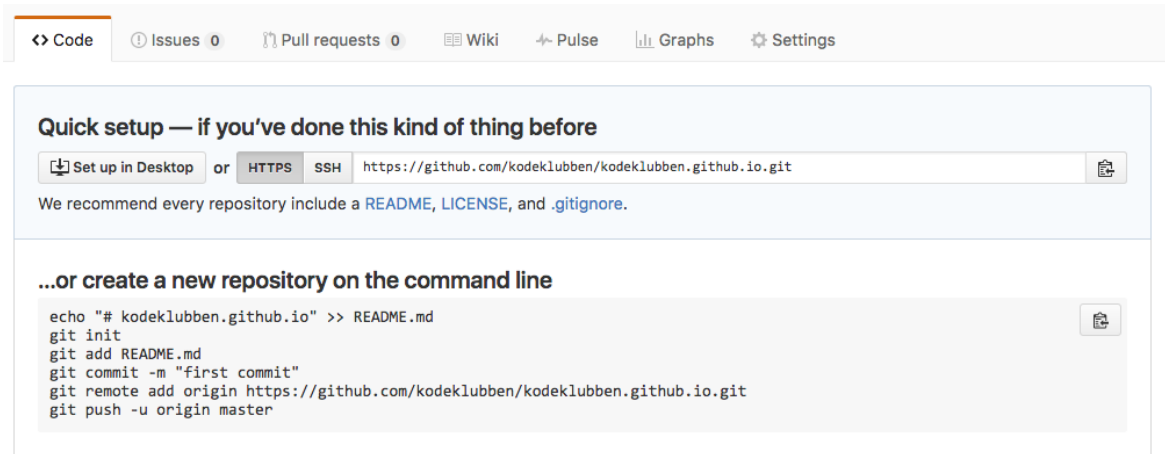 <> Code Issues 0 Pull requests 0 Wiki Pulse Graphs Settings
Quick setup — if you’ve done this kind of thing before
Set up in Desktop or HTTPS SSH https://github.com/kodeklubben/kodeklubben.github.io.git
We recommend every repository include a README, LICENSE, and .gitignore.
...or create a new repository on the command line
echo "# kodeklubben.github.io" >> README.md
git init
git add README.md
git commit -m "first commit"
git remote add origin https://github.com/kodeklubben/kodeklubben.github.io.git
git push -u origin master